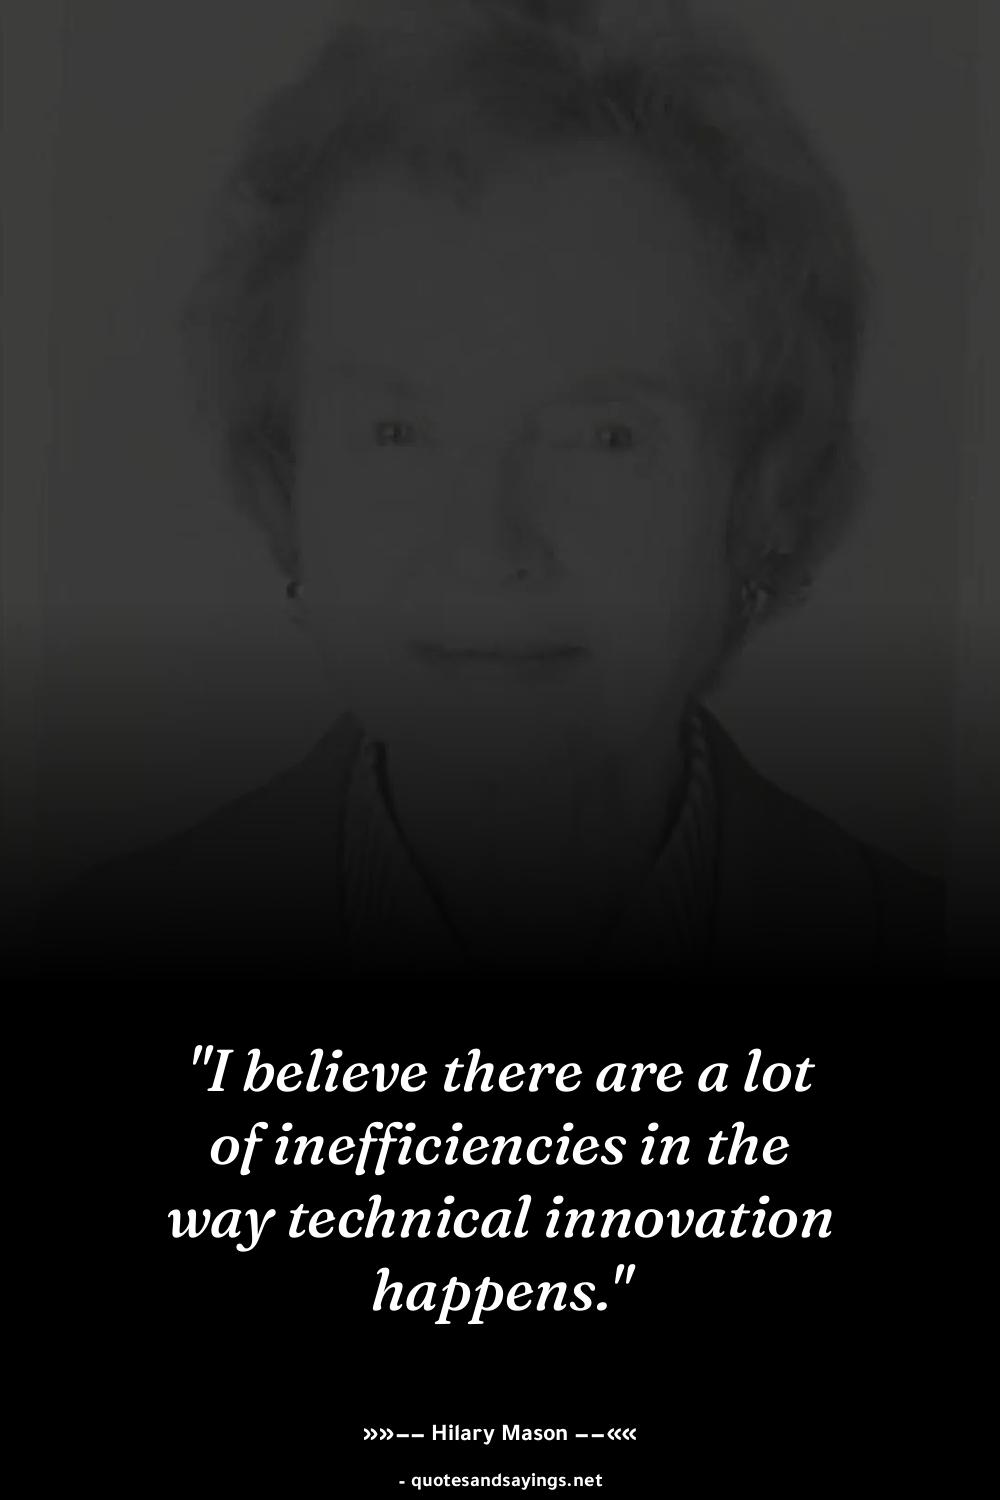 "I believe there are a lot
of inefficiencies in the
way technical innovation
happens."
»»−− Hilary Mason −−««
- quotesandsayings.net